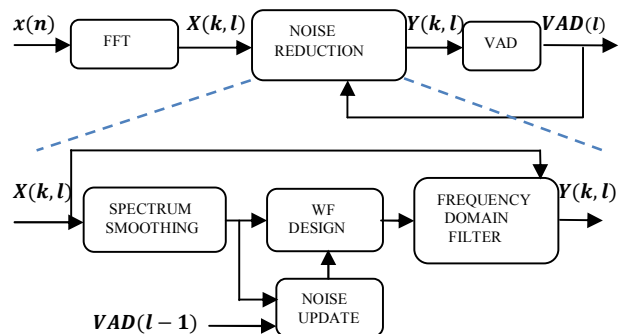 x(n)
FFT
X(k, l)
NOISE
REDUCTION
Y(k, l)
VAD
VAD(l)
X(k, l)
SPECTRUM
SMOOTHING
WF
DESIGN
FREQUENCY
DOMAIN
FILTER
Y(k, l)
NOISE
UPDATE
VAD(l − 1)